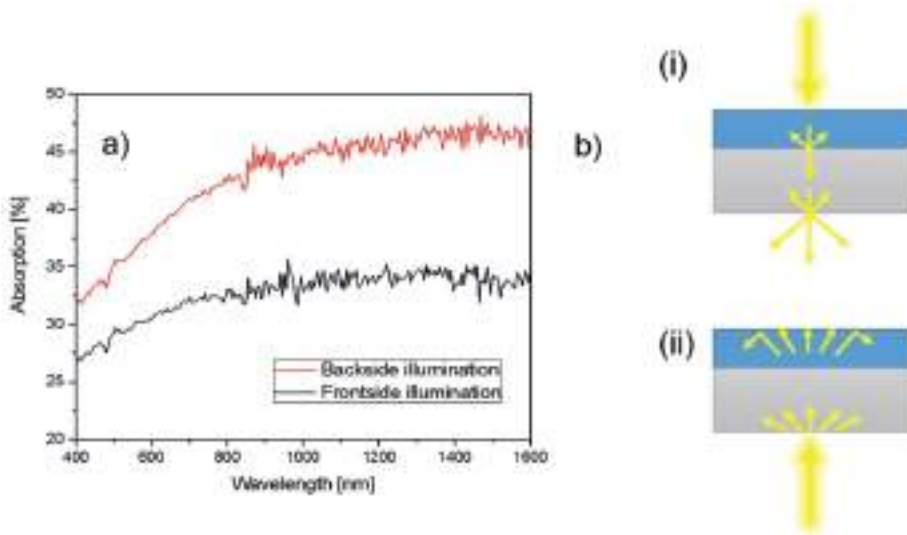 a)
50
45
40
35
30
25
20
Absorption [%]
400 600 800 1000 1200 1400 1600
Wavelength [nm]
Backside illumination
Frontside illumination
b)
(i)
(ii)